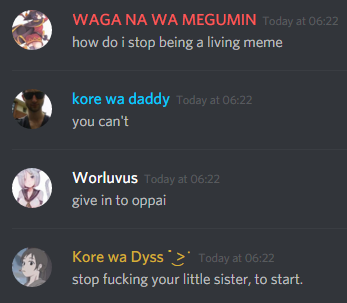 WAGA NA WA MEGUMIN Today at 06:22
how do i stop being a living meme
kore wa daddy Today at 06:22
you can't
Worluvus Today at 06:22
give in to oppai
Kore wa Dyss ͡° ͜ʖ ͡° Today at 06:22
stop fucking your little sister, to start.